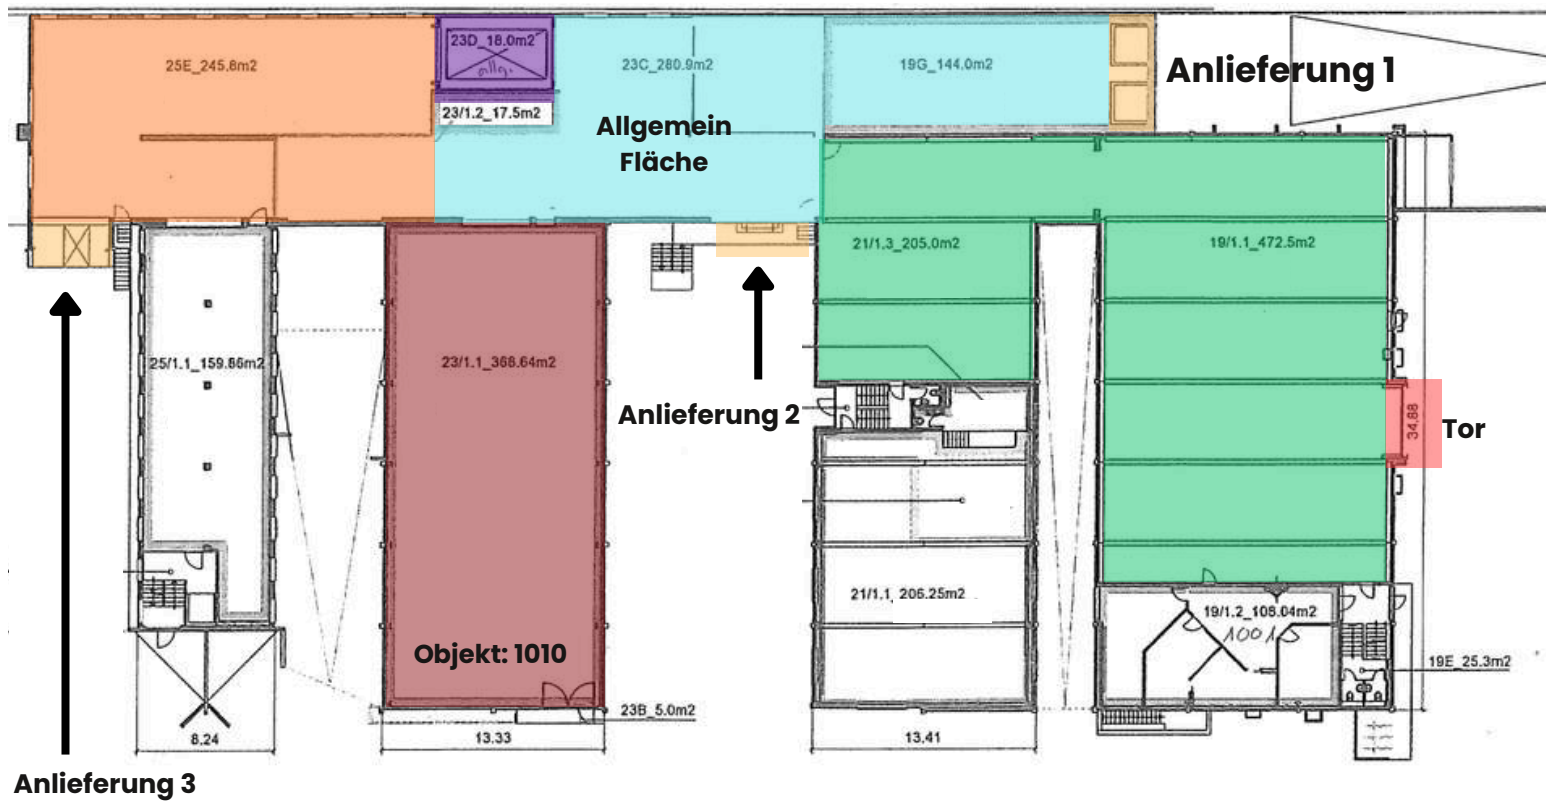 25E_245.8m2
23D_18.0m2
allg.
23C_280.9m2
19G_144.0m2
Anlieferung 1
23/1.2_17.5m2
Allgemein
Fläche
21/1.3_205.0m2
19/1.1_472.5m2
25/1.1_159.86m2
23/1.1_368.64m2
Anlieferung 2
34.88
Tor
21/1.1_206.25m2
19/1.2_108.04m2
1001
Objekt: 1010
19E_25.3m2
23B_5.0m2
8.24
13.33
13.41
Anlieferung 3